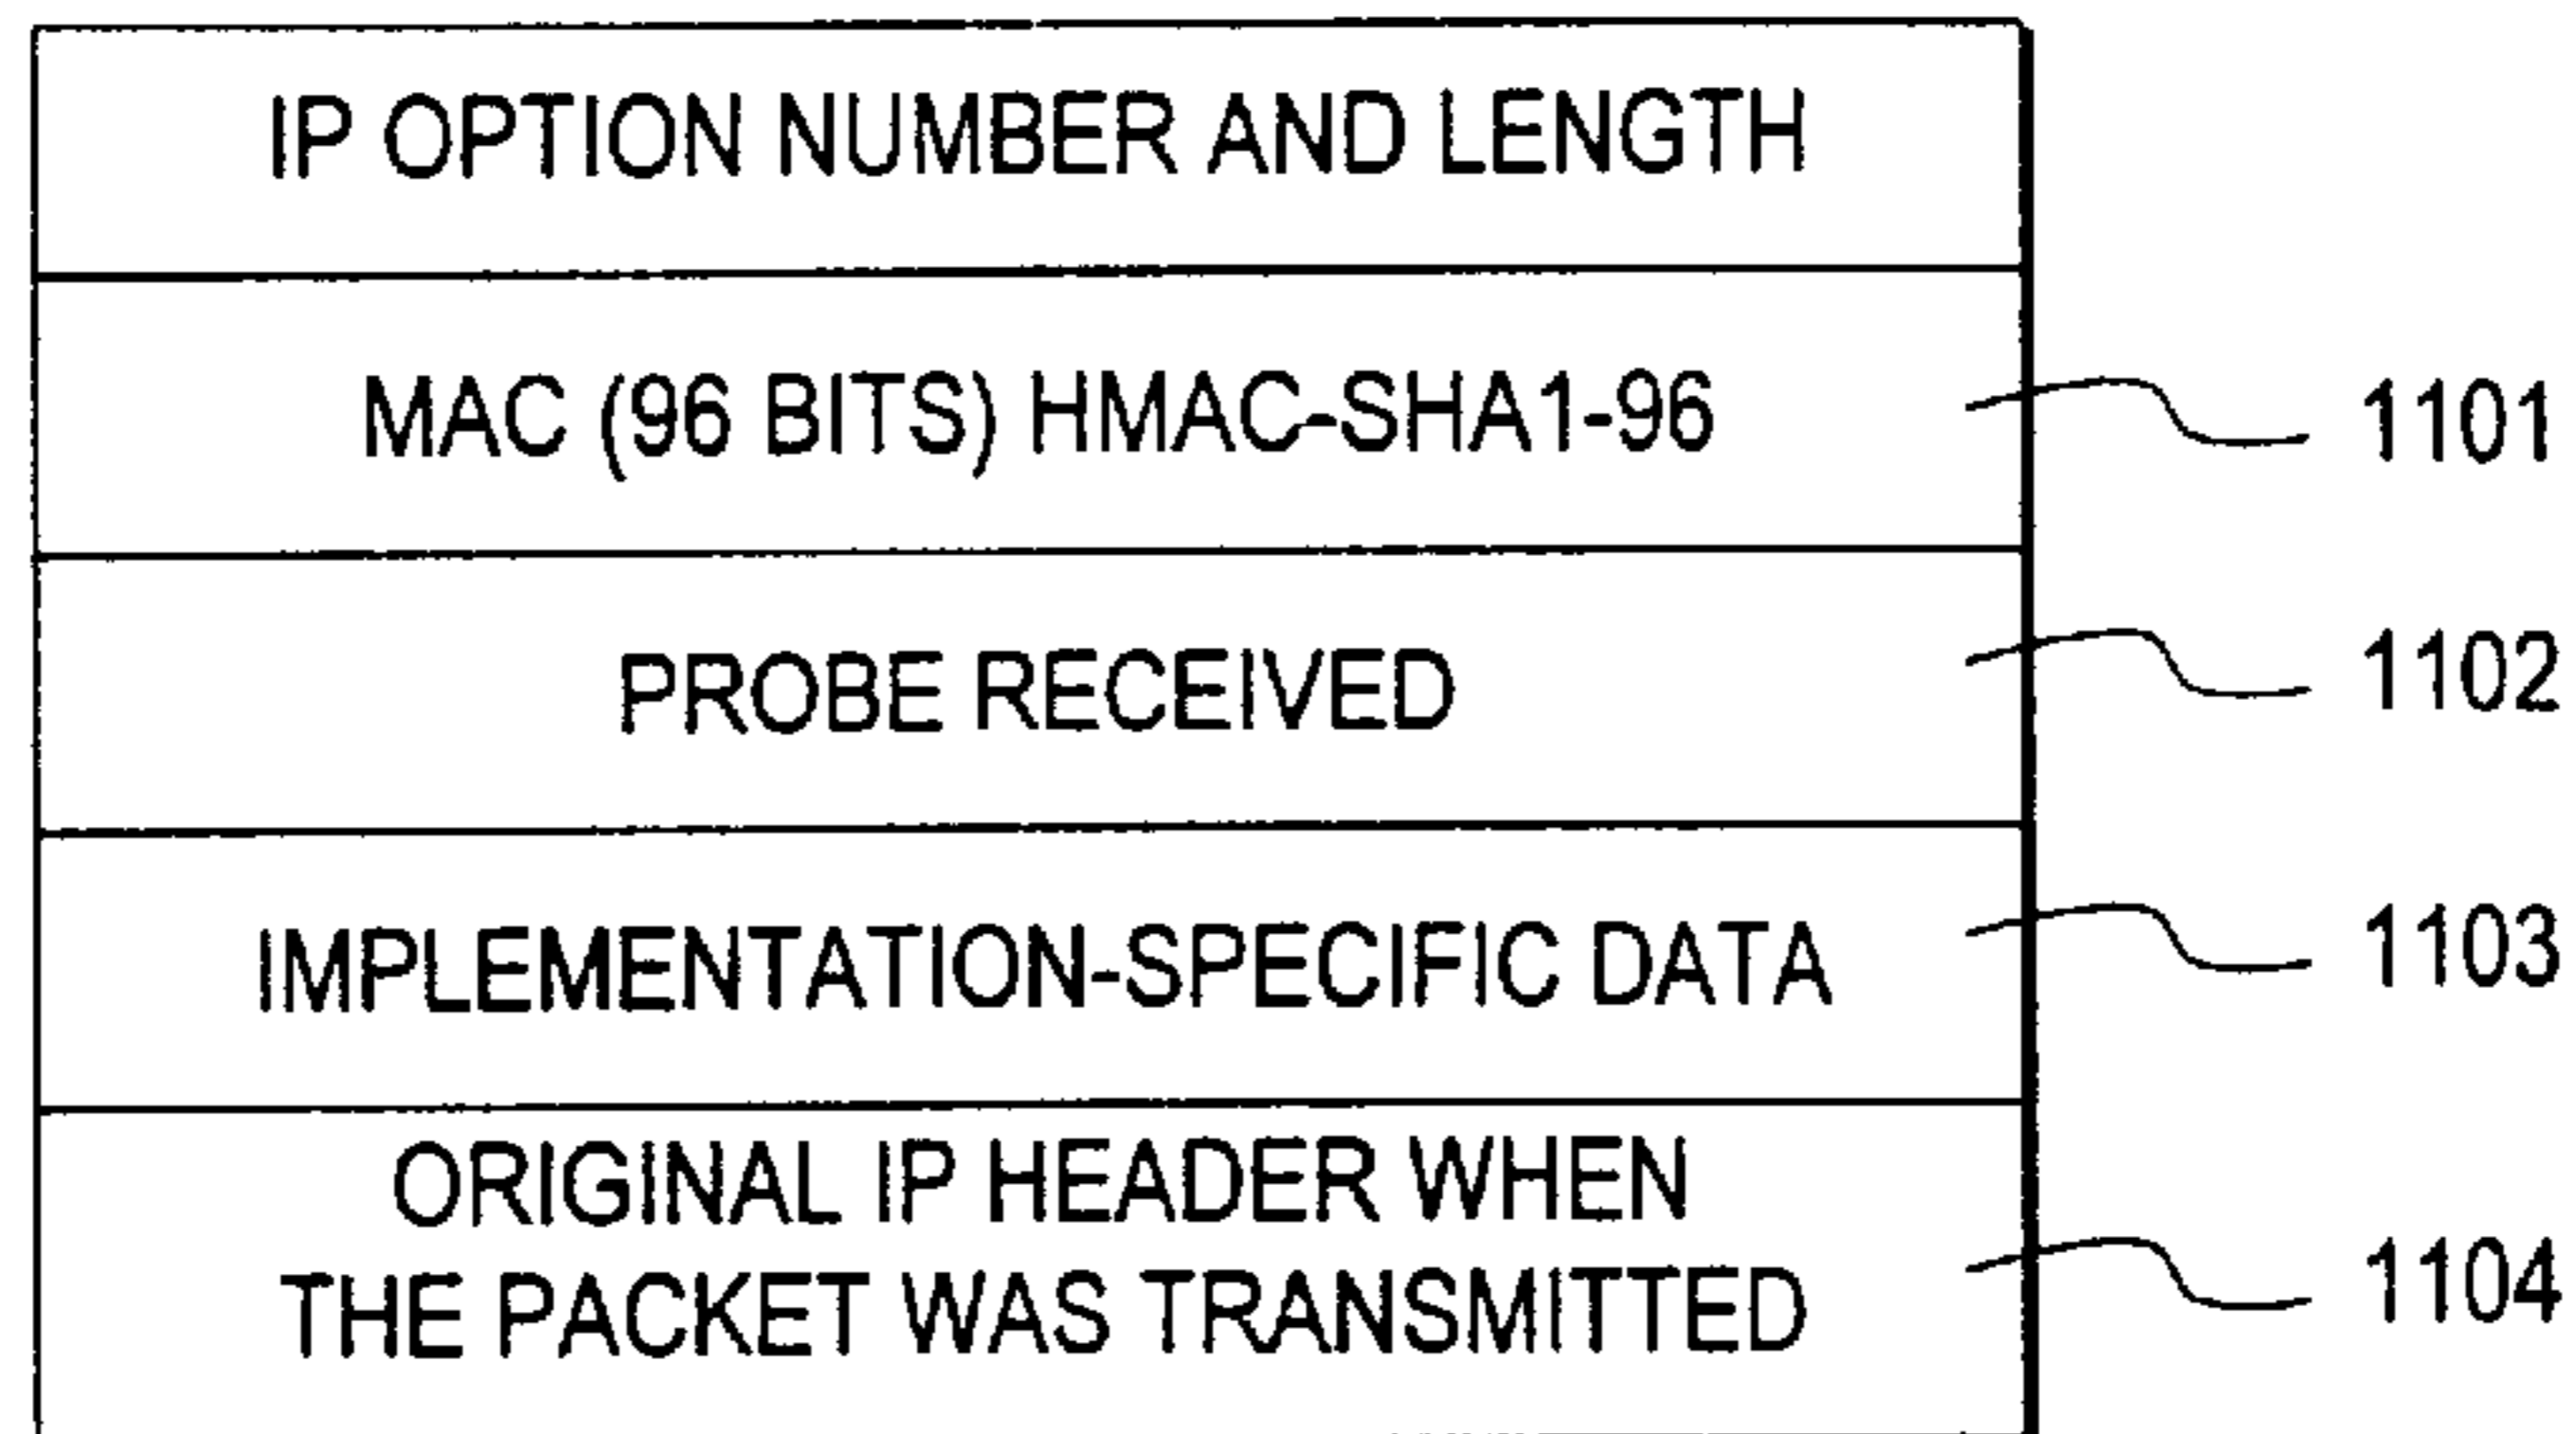 IP OPTION NUMBER AND LENGTH
MAC (96 BITS) HMAC-SHA1-96
1101
PROBE RECEIVED
1102
IMPLEMENTATION-SPECIFIC DATA
1103
ORIGINAL IP HEADER WHEN
THE PACKET WAS TRANSMITTED
1104